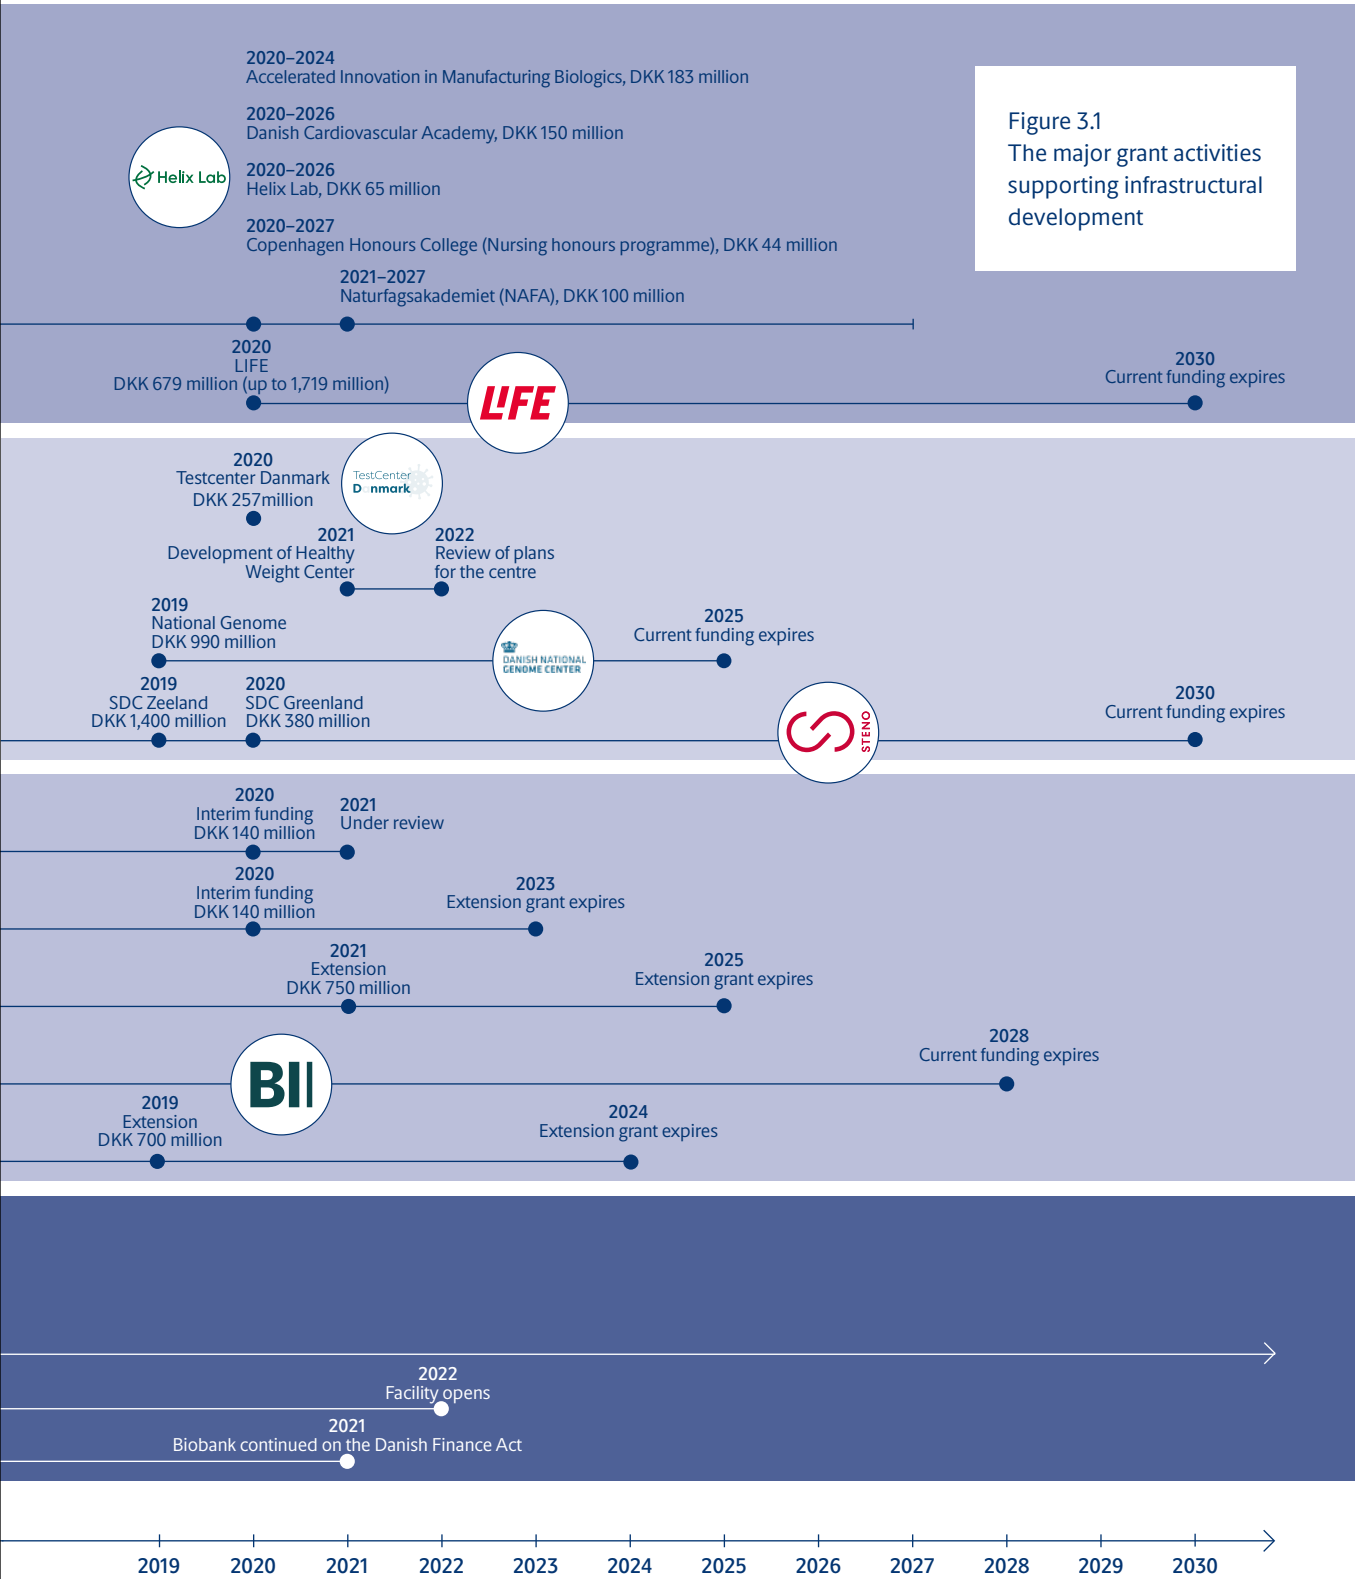 2020–2024
Accelerated Innovation in Manufacturing Biologics, DKK 183 million
2020–2026
Danish Cardiovascular Academy, DKK 150 million
2020–2026
Helix Lab, DKK 65 million
2020–2027
Copenhagen Honours College (Nursing honours programme), DKK 44 million
Helix Lab
Figure 3.1
The major grant activities
supporting infrastructural
development
2021–2027
Naturfagsakademiet (NAFA), DKK 100 million
2020
LIFE
DKK 679 million (up to 1,719 million)
LIFE
2030
Current funding expires
2020
Testcenter Danmark
DKK 257million
TestCenter
D nmark
2021
Development of Healthy
Weight Center
2022
Review of plans
for the centre
2019
National Genome
DKK 990 million
DANISH NATIONAL
GENOME CENTER
2025
Current funding expires
2019
SDC Zeeland
DKK 1,400 million
2020
SDC Greenland
DKK 380 million
STENO
2030
Current funding expires
2020
Interim funding
DKK 140 million
2021
Under review
2020
Interim funding
DKK 140 million
2023
Extension grant expires
2021
Extension
DKK 750 million
2025
Extension grant expires
BII
2028
Current funding expires
2019
Extension
DKK 700 million
2024
Extension grant expires
2022
Facility opens
2021
Biobank continued on the Danish Finance Act
2019 2020 2021 2022 2023 2024 2025 2026 2027 2028 2029 2030